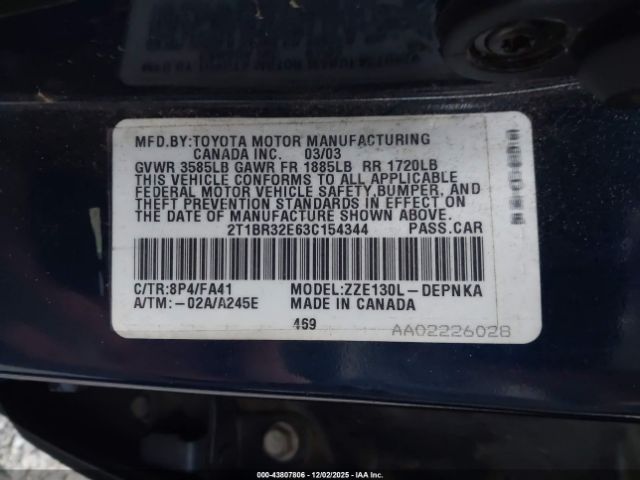 MFD.BY:TOYOTA MOTOR MANUFACTURING
CANADA INC. 03/03
GVWR 3585LB GAWR FR 1885LB RR 1720LB
THIS VEHICLE CONFORMS TO ALL APPLICABLE
FEDERAL MOTOR VEHICLE SAFETY,BUMPER, AND
THEFT PREVENTION STANDARDS IN EFFECT ON
THE DATE OF MANUFACTURE SHOWN ABOVE.
2T1BR32E63C154344 PASS.CAR
C/TR:8P4/FA41 MODEL:ZZE130L-DEPNKA
A/TM:-02A/A245E MADE IN CANADA
469
AA0222602B
(000-43807806 - 12/02/2025 - IAA Inc.)